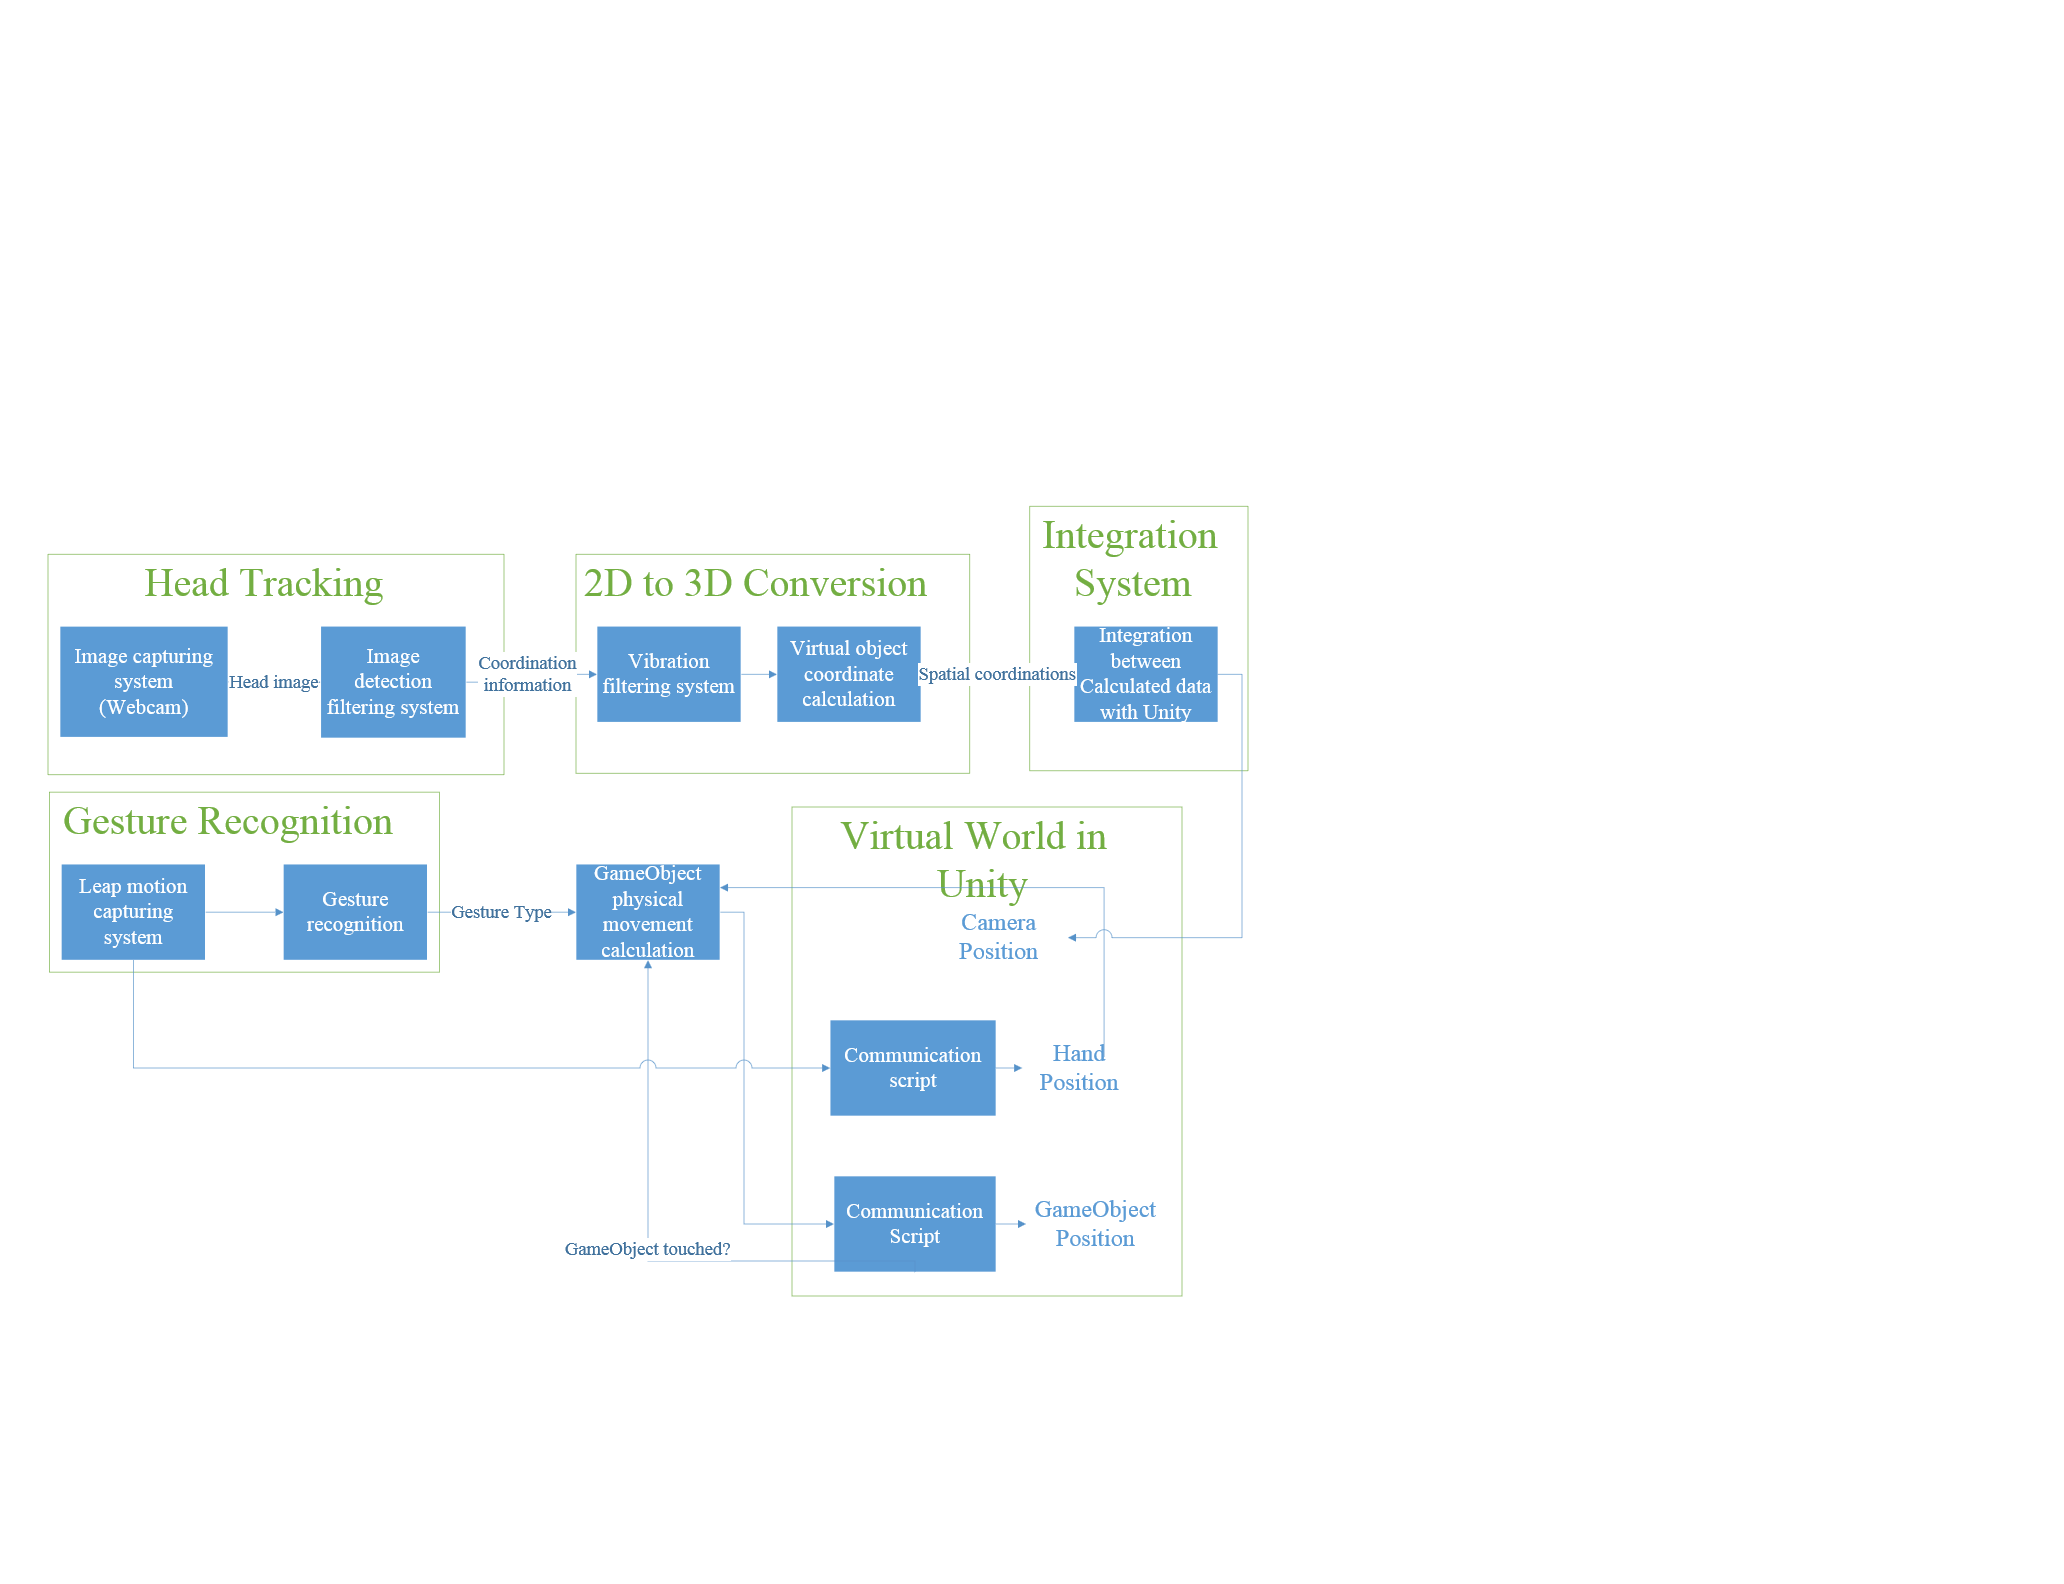 Integration
System
Head Tracking
2D to 3D Conversion
Image capturing
system
(Webcam)
Head image
Image
detection
filtering system
Coordination
information
Vibration
filtering system
Virtual object
coordinate
calculation
Spatial coordinations
Integration
between
Calculated data
with Unity
Gesture Recognition
Virtual World in
Unity
Leap motion
capturing
system
Gesture
recognition
Gesture Type
GameObject
physical
movement
calculation
Camera
Position
Communication
script
Hand
Position
Communication
Script
GameObject
Position
GameObject touched?